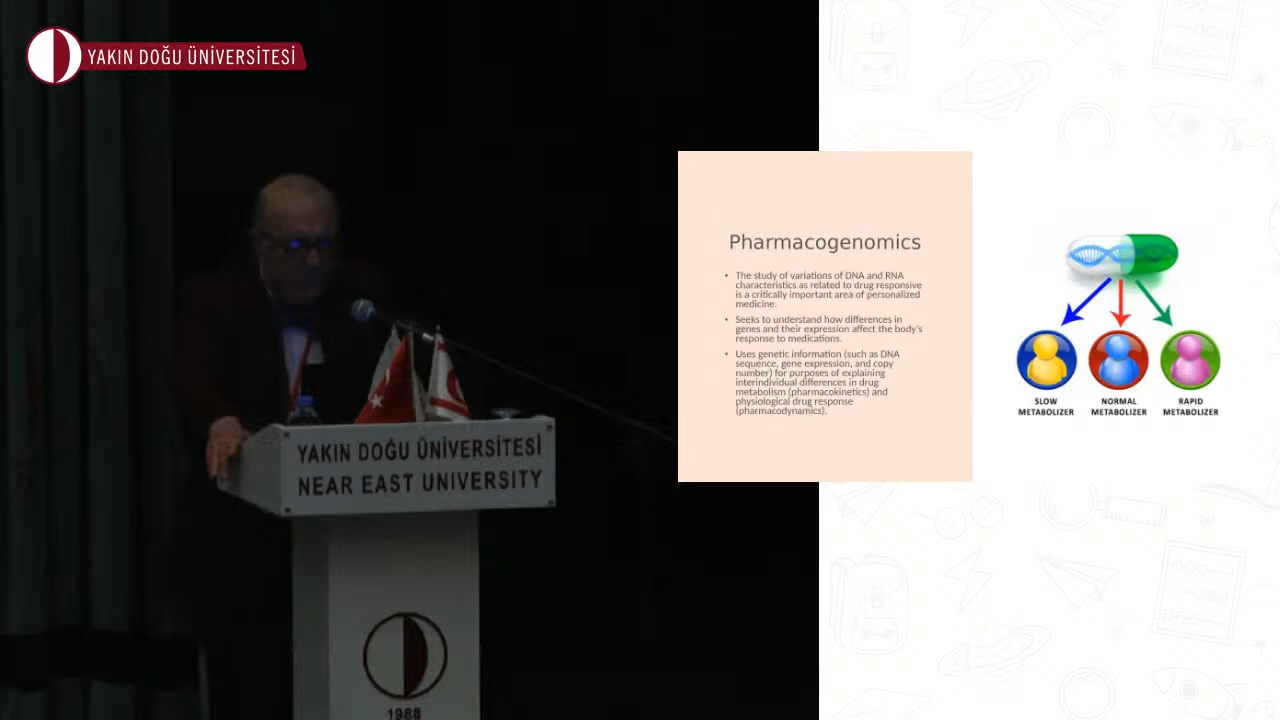 YAKIN DOĞU ÜNİVERSİTESİ
YAKIN DOĞU ÜNİVERSİTESİ
NEAR EAST UNIVERSITY
1988
Pharmacogenomics
• The study of variations of DNA and RNA
characteristics as related to drug responsive
is a critically important area of personalized
medicine.
• Seeks to understand how differences in
genes and their expression affect the body's
response to medications.
• Uses genetic information (such as DNA
sequence, gene expression, and copy
number) for purposes of explaining
interindividual differences in drug
metabolism (pharmacokinetics) and
physiological drug response
(pharmacodynamics).
SLOW
METABOLIZER
NORMAL
METABOLIZER
RAPID
METABOLIZER